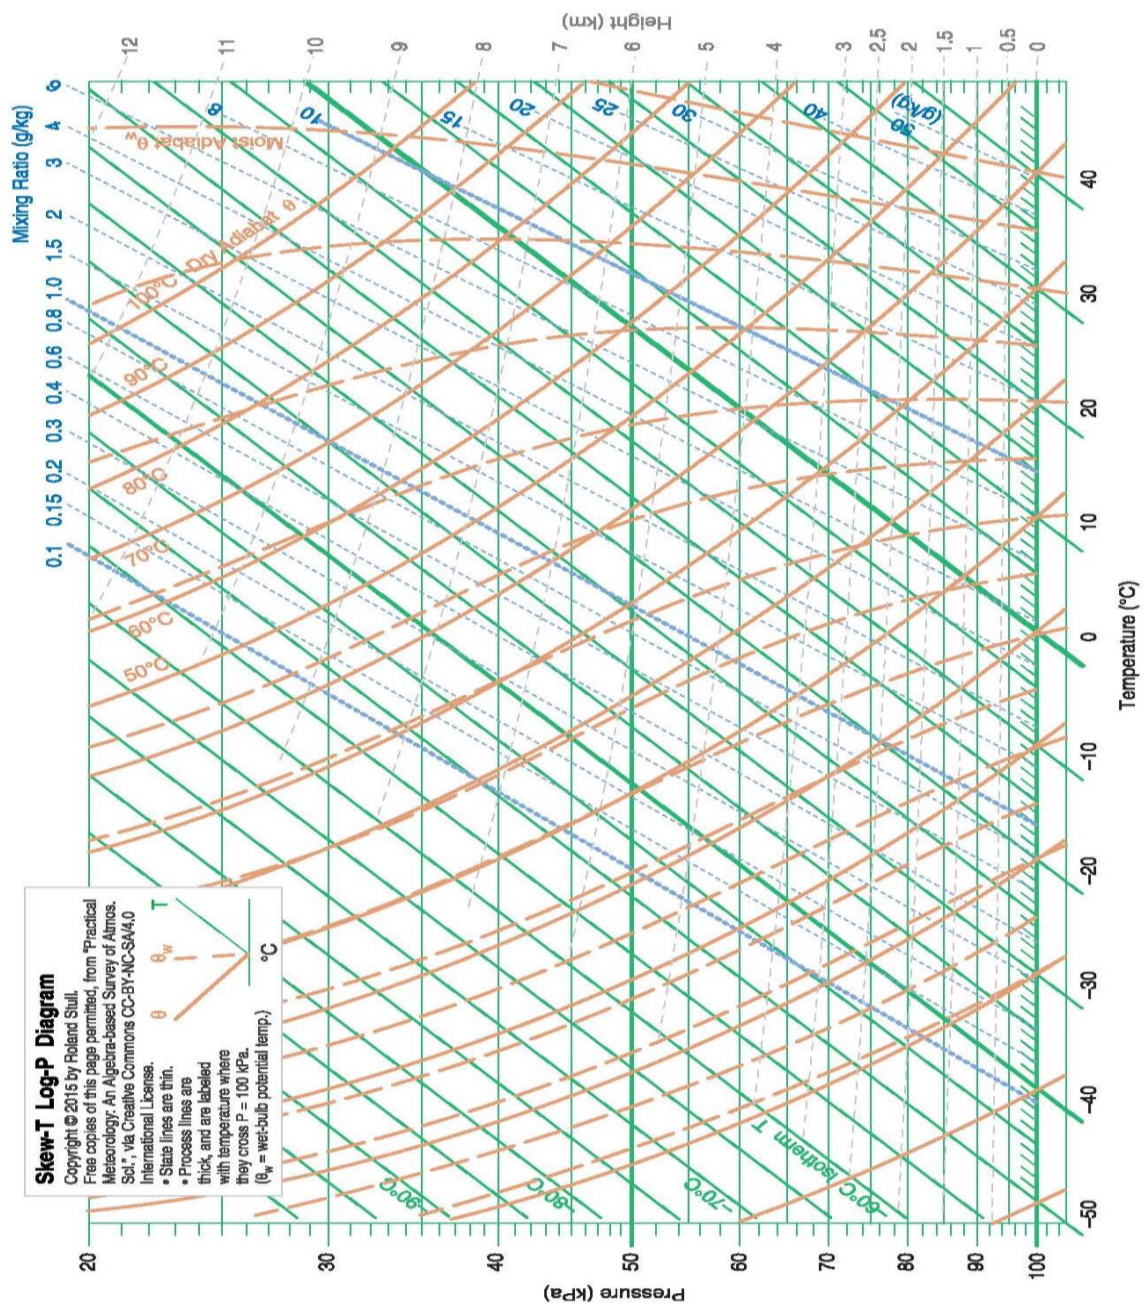 Mixing Ratio (g/kg)
0.1
0.15
0.2
0.3
0.4
0.6
0.8
1.0
1.5
2
3
4
6
8
10
15
20
25
30
40
50
(g/kg)
Height (km)
12
11
10
9
8
7
6
5
4
3
2.5
2
1.5
1
0.5
0
Moist Adiabat θw
Dry Adiabat θ
100°C
90°C
80°C
70°C
60°C
50°C
Skew-T Log-P Diagram
Copyright © 2015 by Roland Stull.
Free copies of this page permitted, from "Practical
Meteorology: An Algebra-based Survey of Atmos.
Sci.", via Creative Commons CC-BY-NC-SA/4.0
International License.
• State lines are thin.
• Process lines are
thick, and are labeled
with temperature where
they cross P = 100 kPa.
(θw = wet-bulb potential temp.)
θ
θw
T
°C
-90°C
-80°C
-70°C
-60°C Isotherm T
Pressure (kPa)
20
30
40
50
60
70
80
90
100
-50
-40
-30
-20
-10
0
10
20
30
40
Temperature (°C)